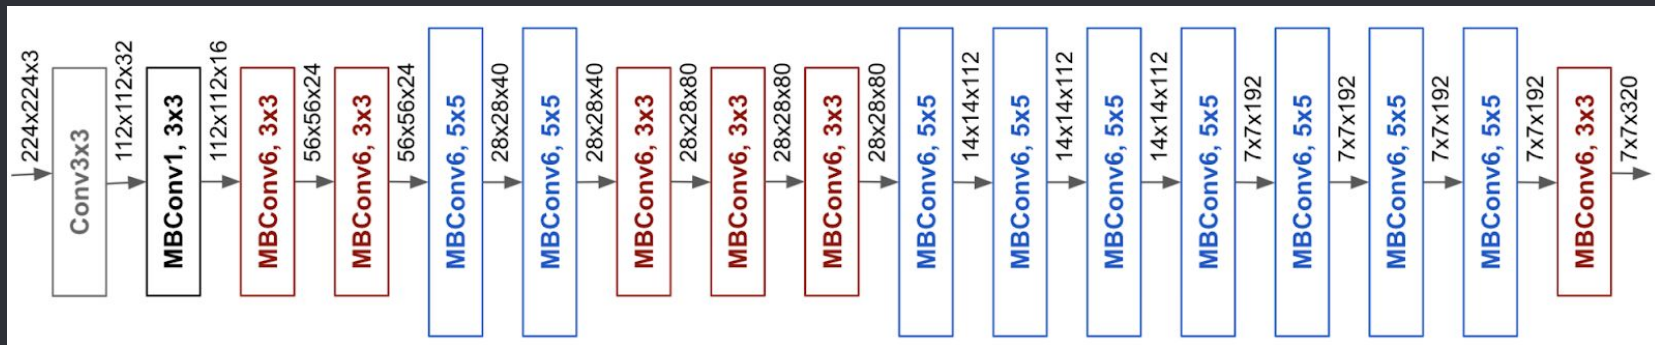 224x224x3
Conv3x3
112x112x32
MBConv1, 3x3
112x112x16
MBConv6, 3x3
56x56x24
MBConv6, 3x3
56x56x24
MBConv6, 5x5
28x28x40
MBConv6, 5x5
28x28x40
MBConv6, 3x3
28x28x80
MBConv6, 3x3
28x28x80
MBConv6, 3x3
28x28x80
MBConv6, 5x5
14x14x112
MBConv6, 5x5
14x14x112
MBConv6, 5x5
14x14x112
MBConv6, 5x5
7x7x192
MBConv6, 5x5
7x7x192
MBConv6, 5x5
7x7x192
MBConv6, 5x5
7x7x192
MBConv6, 3x3
7x7x320